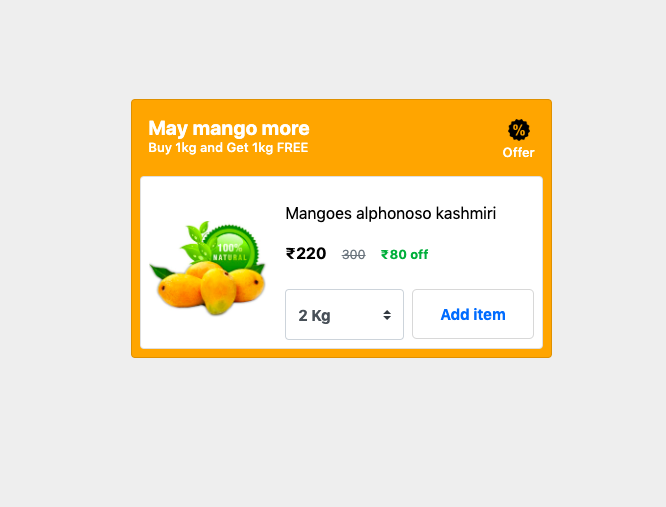 May mango more
Buy 1kg and Get 1kg FREE
%
Offer
100%
NATURAL
Mangoes alphonoso kashmiri
₹220 300 ₹80 off
2 Kg
Add item